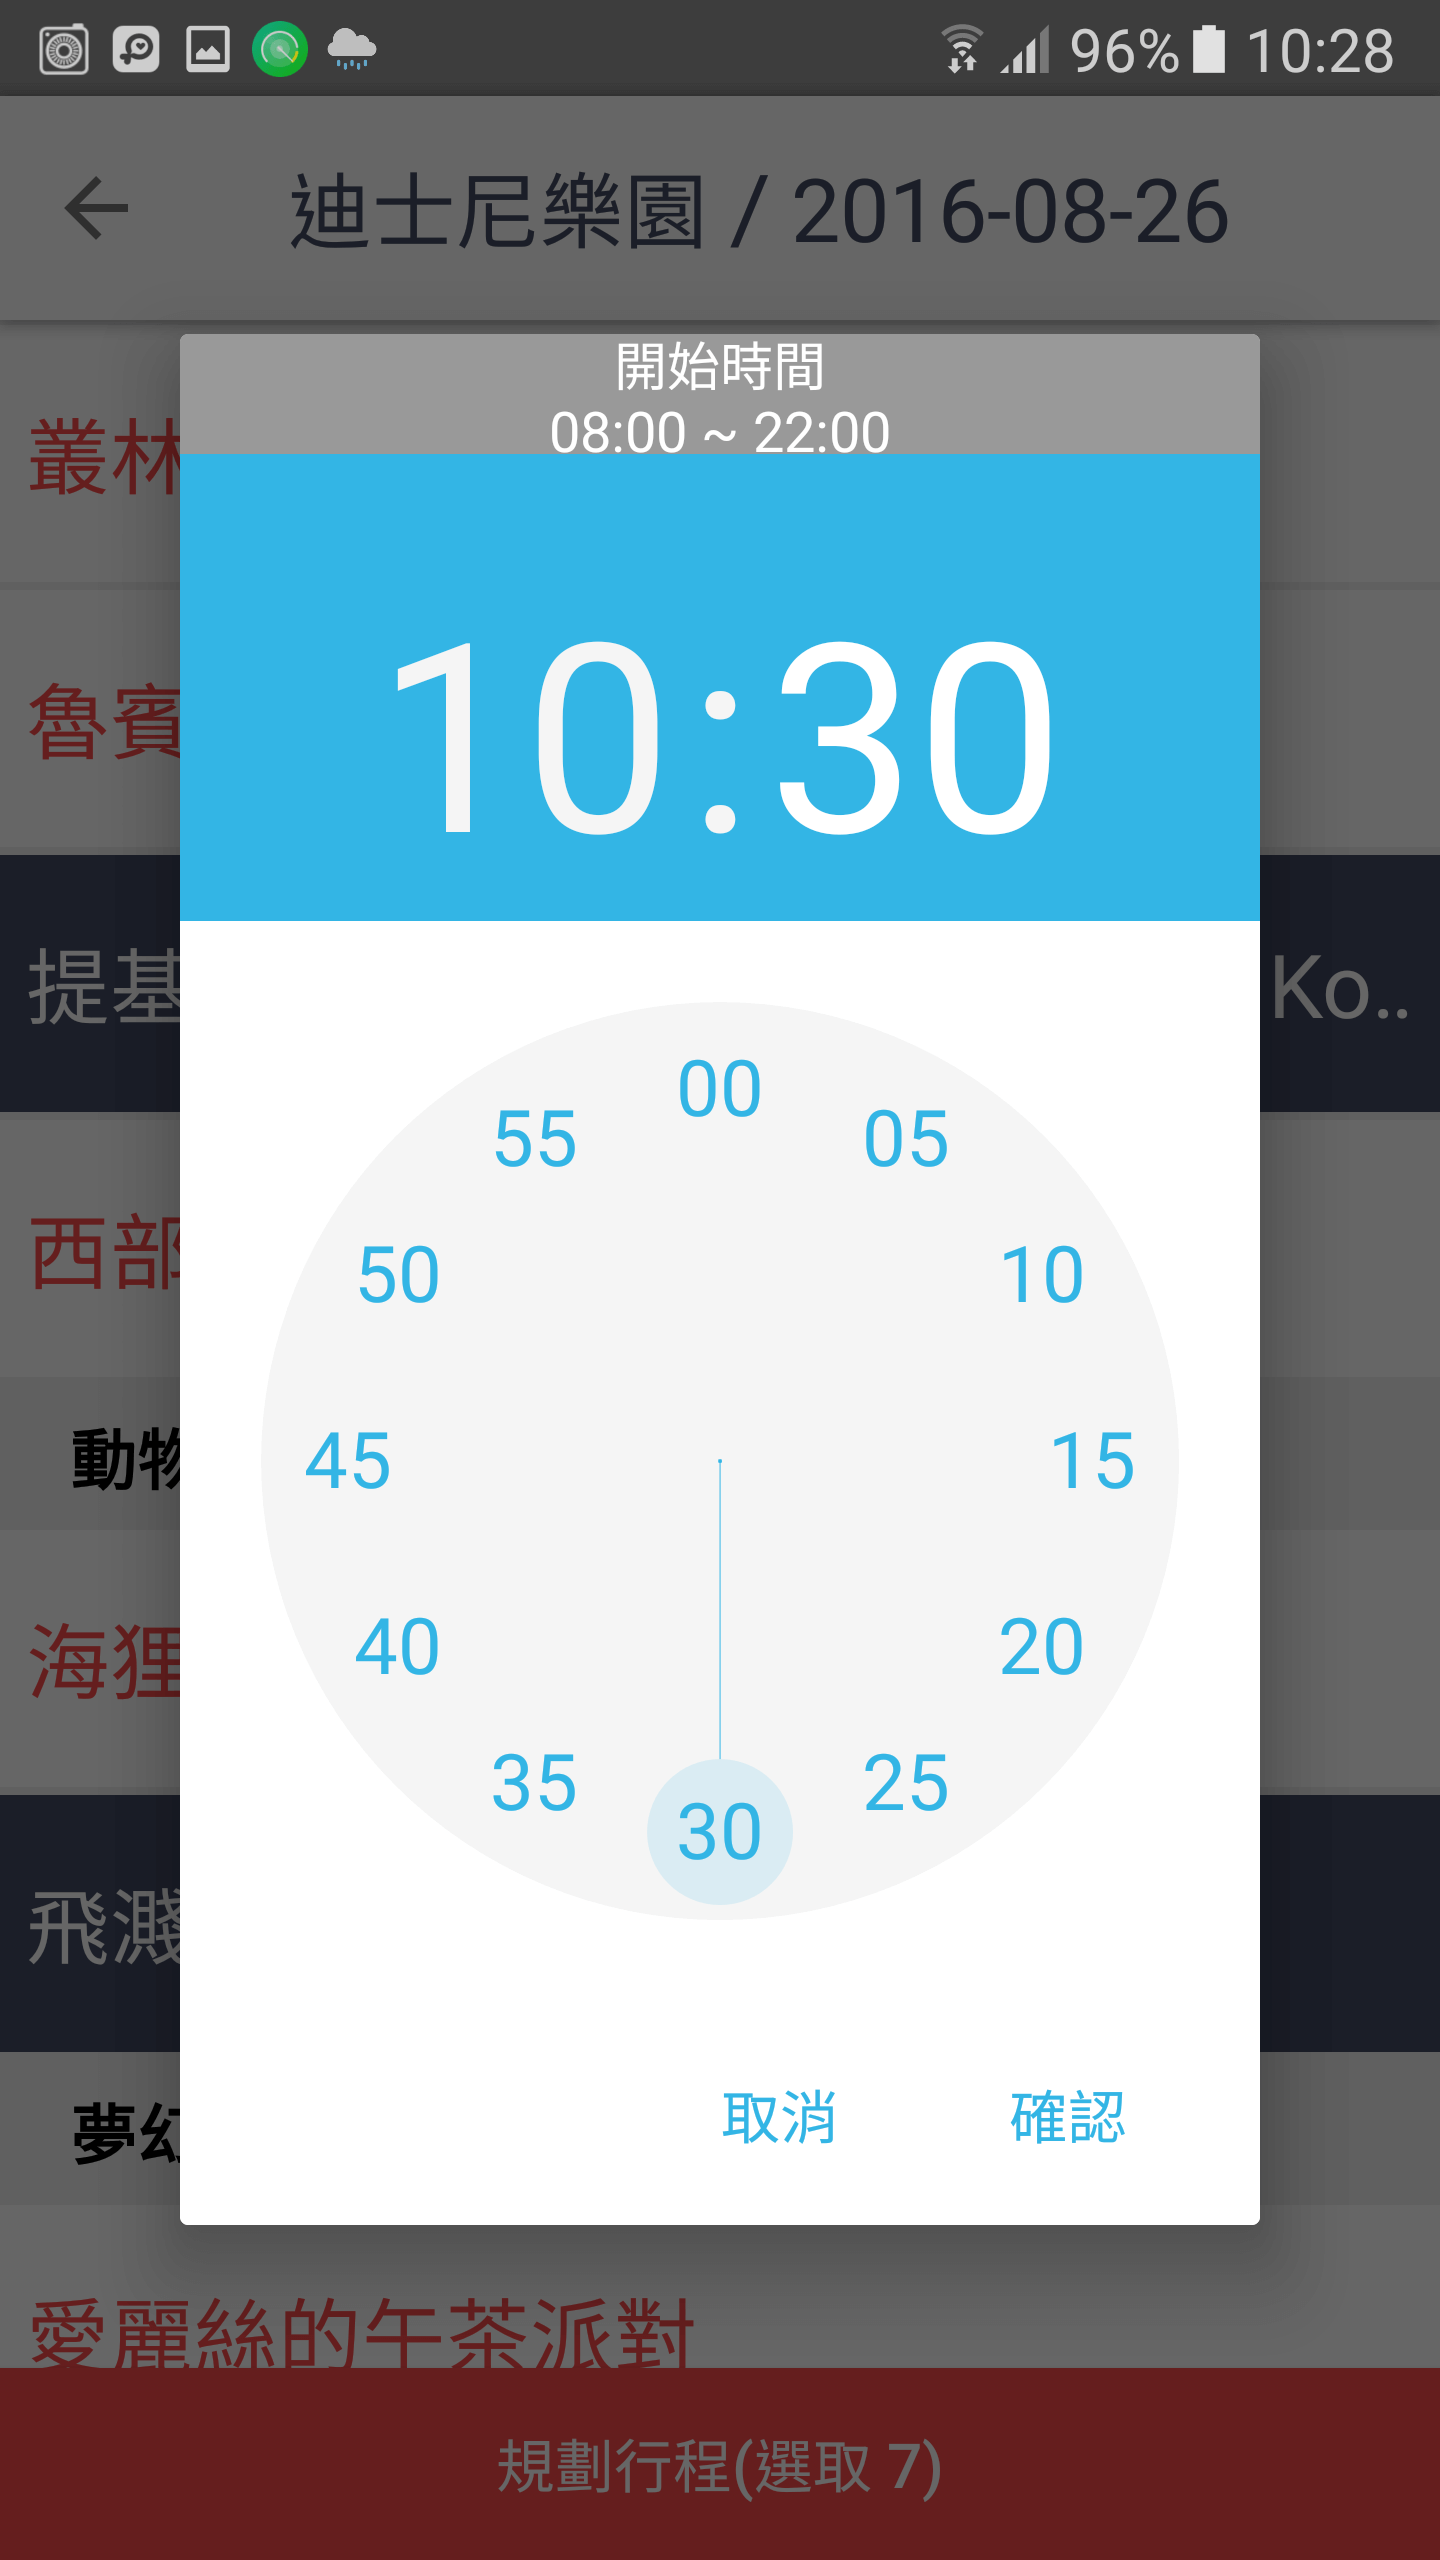 96% 10:28
迪士尼樂園 / 2016-08-26
開始時間
08:00 ~ 22:00
叢林
魯賓
10:30
提基
Ko…
00
55
05
50
10
西部
45
15
動物
40
20
海狸
35
25
30
飛濺
取消
確認
夢幻
愛麗絲的午茶派對
規劃行程(選取 7)